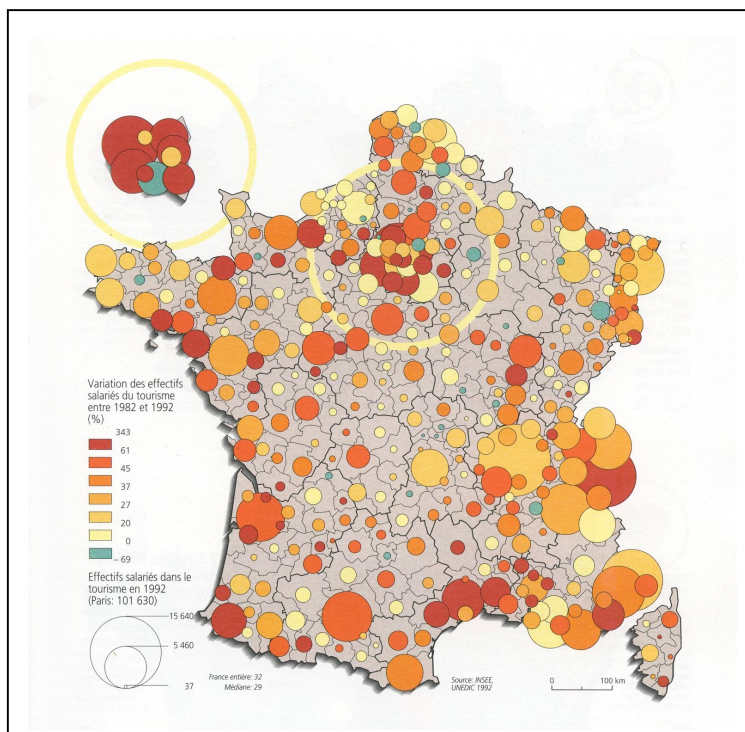 Variation des effectifs
salariés du tourisme
entre 1982 et 1992
(%)
343
61
45
37
27
20
0
– 69
Effectifs salariés dans le
tourisme en 1992
(Paris: 101 630)
15 640
5 460
37
France entière: 32
Médiane: 29
Source: INSEE,
UNEDIC 1992
0 100 km